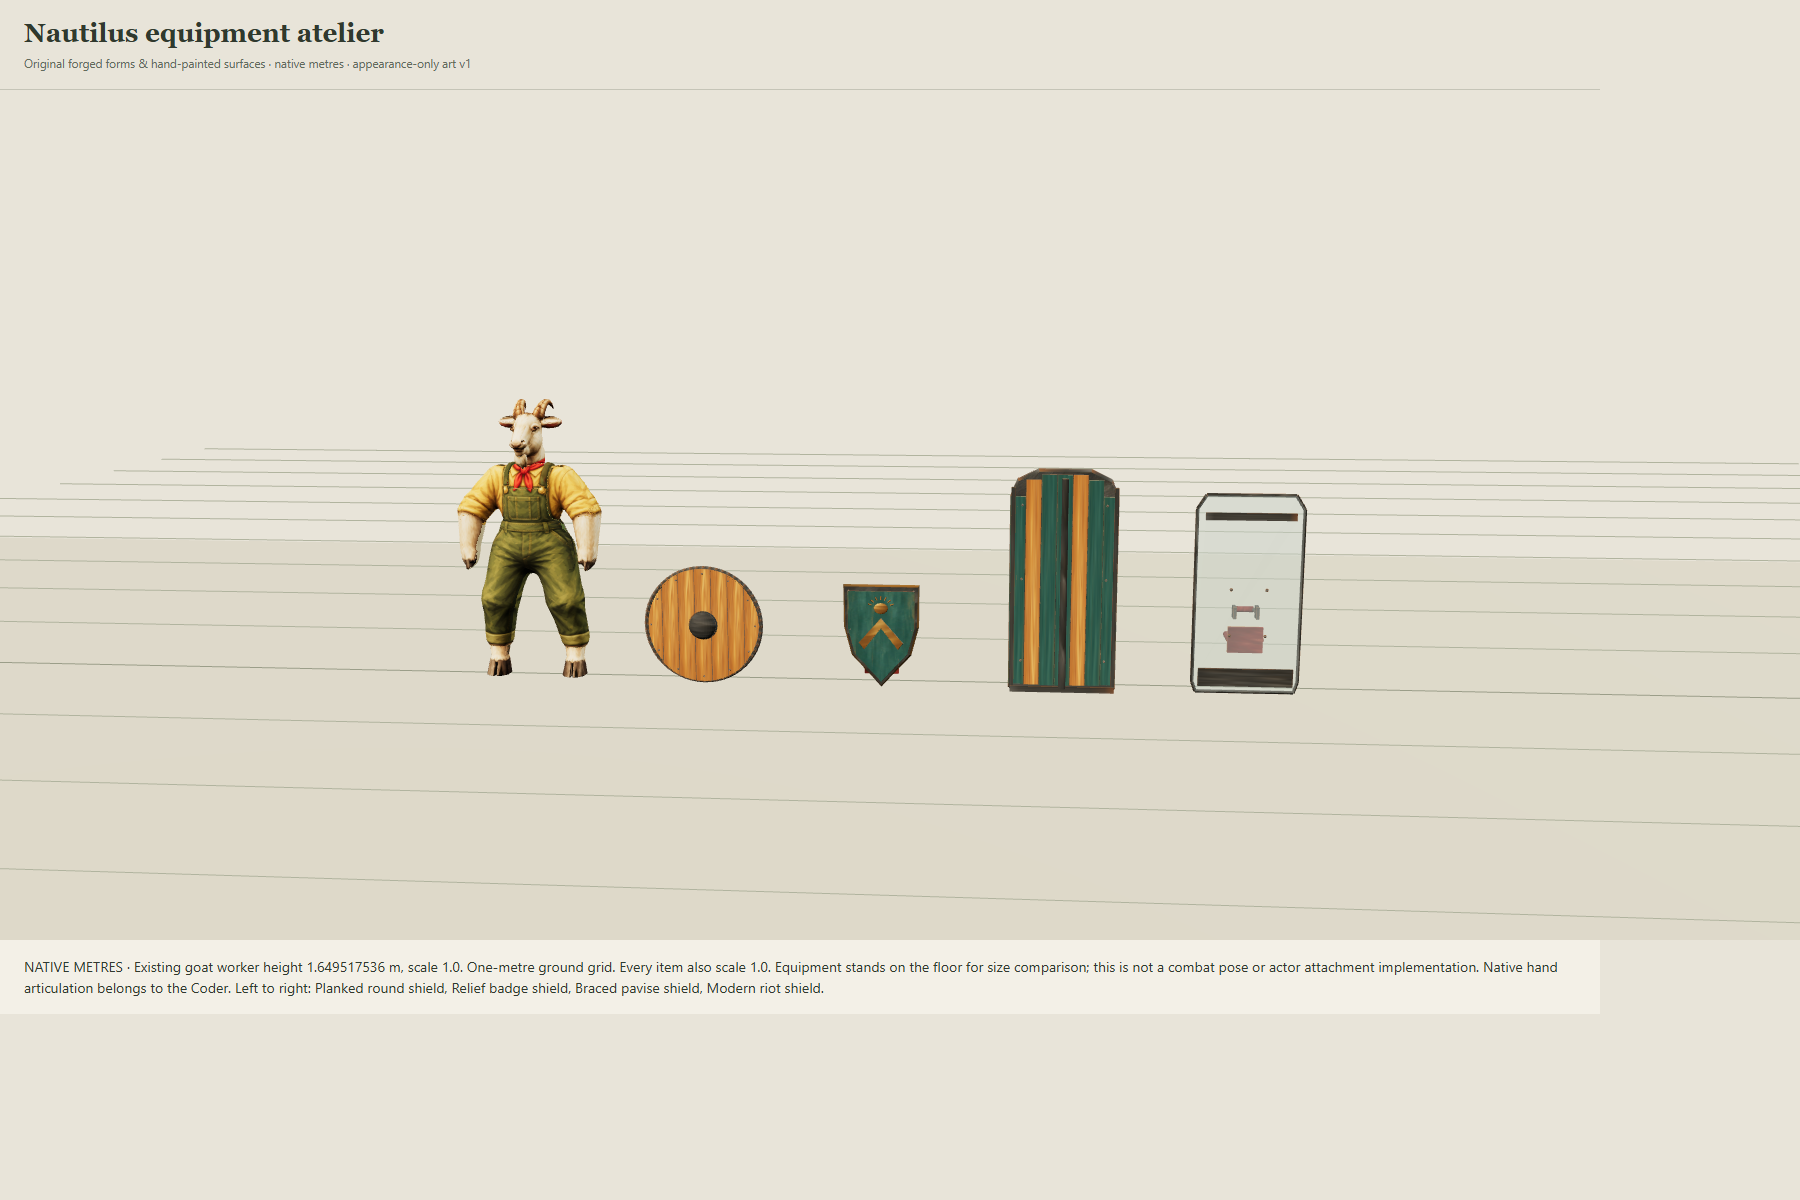 Nautilus equipment atelier
Original forged forms & hand-painted surfaces · native metres · appearance-only art v1
NATIVE METRES · Existing goat worker height 1.649517536 m, scale 1.0. One-metre ground grid. Every item also scale 1.0. Equipment stands on the floor for size comparison; this is not a combat pose or actor attachment implementation. Native hand
articulation belongs to the Coder. Left to right: Planked round shield, Relief badge shield, Braced pavise shield, Modern riot shield.